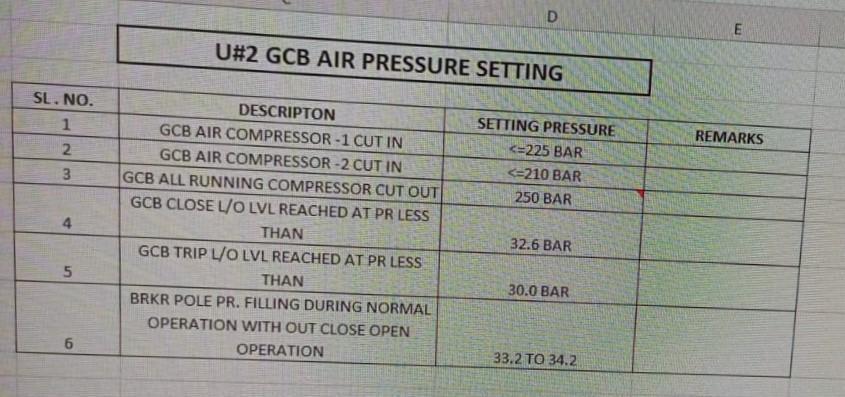 D
E
U#2 GCB AIR PRESSURE SETTING
SL. NO. DESCRIPTON SETTING PRESSURE REMARKS
1 GCB AIR COMPRESSOR -1 CUT IN <=225 BAR
2 GCB AIR COMPRESSOR -2 CUT IN <=210 BAR
3 GCB ALL RUNNING COMPRESSOR CUT OUT 250 BAR
GCB CLOSE L/O LVL REACHED AT PR LESS
4 THAN 32.6 BAR
GCB TRIP L/O LVL REACHED AT PR LESS
5 THAN 30.0 BAR
BRKR POLE PR. FILLING DURING NORMAL
OPERATION WITH OUT CLOSE OPEN
6 OPERATION 33.2 TO 34.2